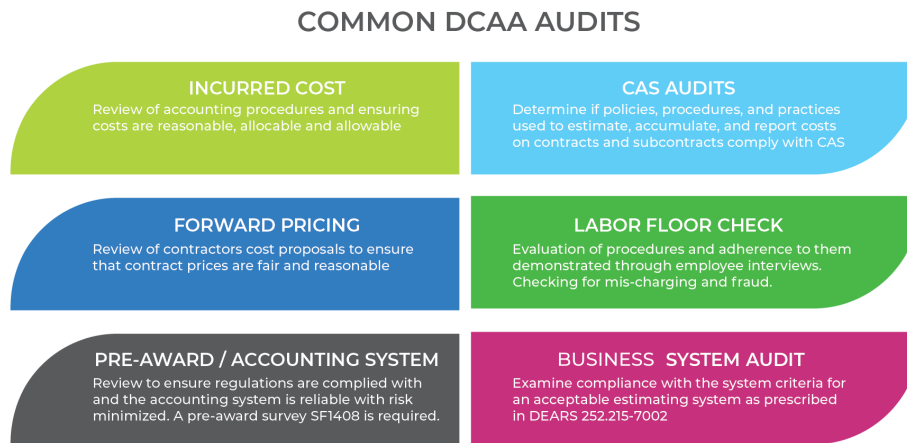 COMMON DCAA AUDITS
INCURRED COST
Review of accounting procedures and ensuring
costs are reasonable, allocable and allowable
CAS AUDITS
Determine if policies, procedures, and practices
used to estimate, accumulate, and report costs
on contracts and subcontracts comply with CAS
FORWARD PRICING
Review of contractors cost proposals to ensure
that contract prices are fair and reasonable
LABOR FLOOR CHECK
Evaluation of procedures and adherence to them
demonstrated through employee interviews.
Checking for mis-charging and fraud.
PRE-AWARD / ACCOUNTING SYSTEM
Review to ensure regulations are complied with
and the accounting system is reliable with risk
minimized. A pre-award survey SF1408 is required.
BUSINESS SYSTEM AUDIT
Examine compliance with the system criteria for
an acceptable estimating system as prescribed
in DEARS 252.215-7002